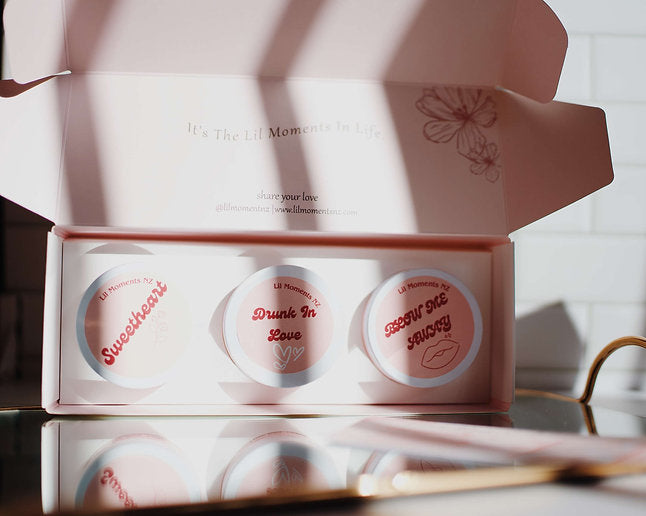 It's The Lil Moments In Life
share your love
@lilmomentnz | www.lilmomentsnz.com
Lil Moments NZ
Sweetheart
Lil Moments NZ
Drunk In
Love
Lil Moments NZ
BLOW ME
AWAY